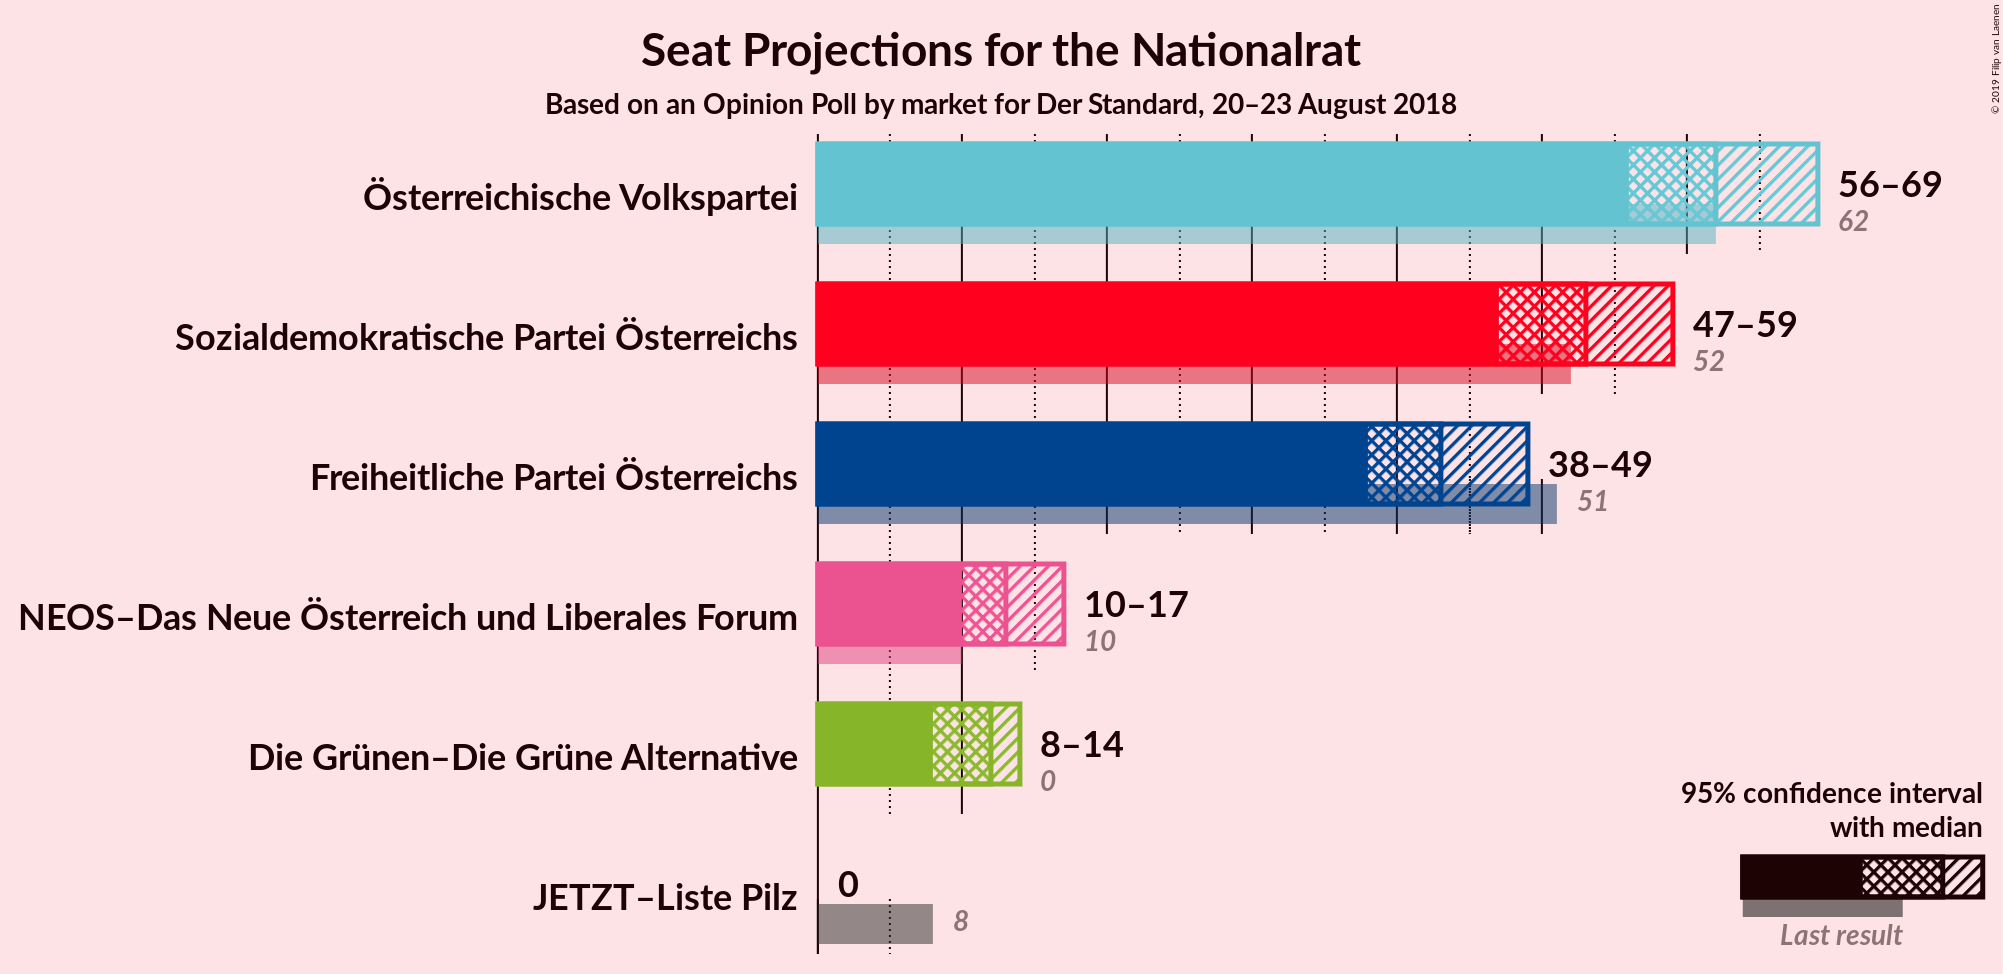 Seat Projections for the Nationalrat
Based on an Opinion Poll by market for Der Standard, 20–23 August 2018
© 2019 Filip van Laenen
Österreichische Volkspartei
56–69
62
Sozialdemokratische Partei Österreichs
47–59
52
Freiheitliche Partei Österreichs
38–49
51
NEOS–Das Neue Österreich und Liberales Forum
10–17
10
Die Grünen–Die Grüne Alternative
8–14
0
JETZT–Liste Pilz
0
8
95% confidence interval
with median
Last result